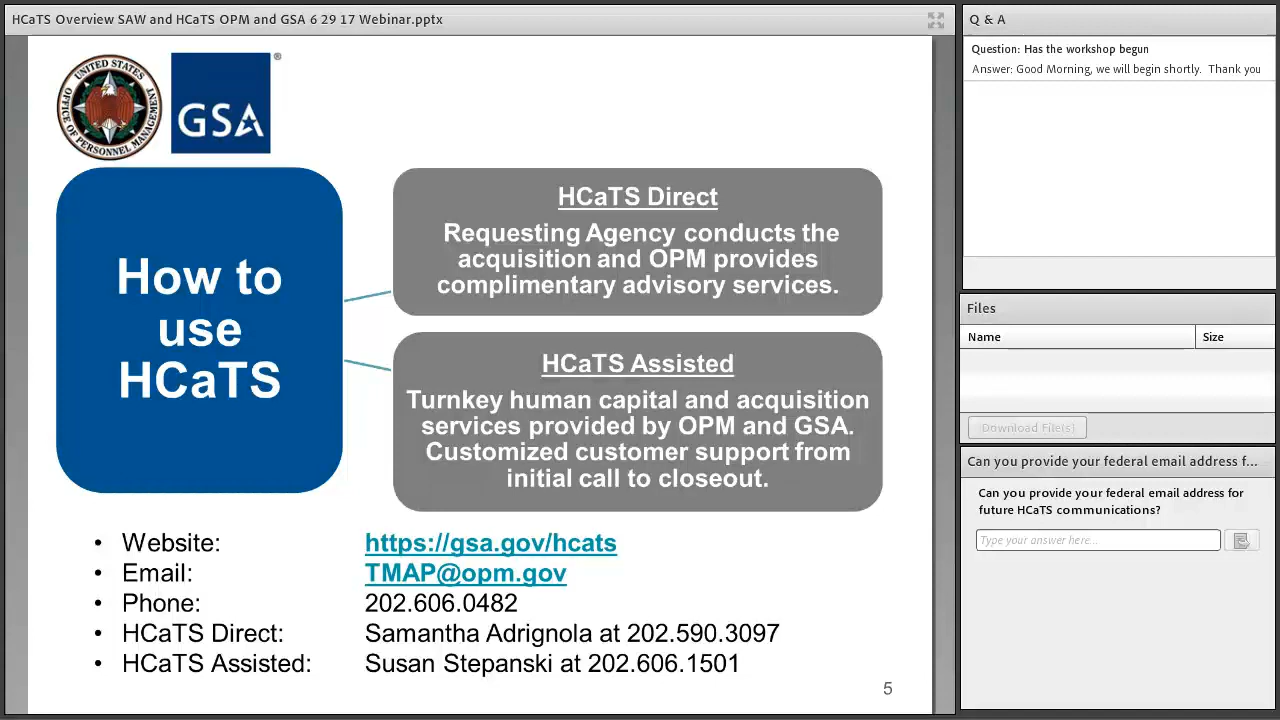 HCaTS Overview SAW and HCaTS OPM and GSA 6 29 17 Webinar.pptx
UNITED STATES
OFFICE OF PERSONNEL MANAGEMENT
GSA
®
How to
use
HCaTS
HCaTS Direct
Requesting Agency conducts the
acquisition and OPM provides
complimentary advisory services.
HCaTS Assisted
Turnkey human capital and acquisition
services provided by OPM and GSA.
Customized customer support from
initial call to closeout.
• Website: https://gsa.gov/hcats
• Email: TMAP@opm.gov
• Phone: 202.606.0482
• HCaTS Direct: Samantha Adrignola at 202.590.3097
• HCaTS Assisted: Susan Stepanski at 202.606.1501
5
Q & A
Question: Has the workshop begun
Answer: Good Morning, we will begin shortly. Thank you
Files
Name Size
Download File(s)
Can you provide your federal email address f...
Can you provide your federal email address for
future HCaTS communications?
Type your answer here...